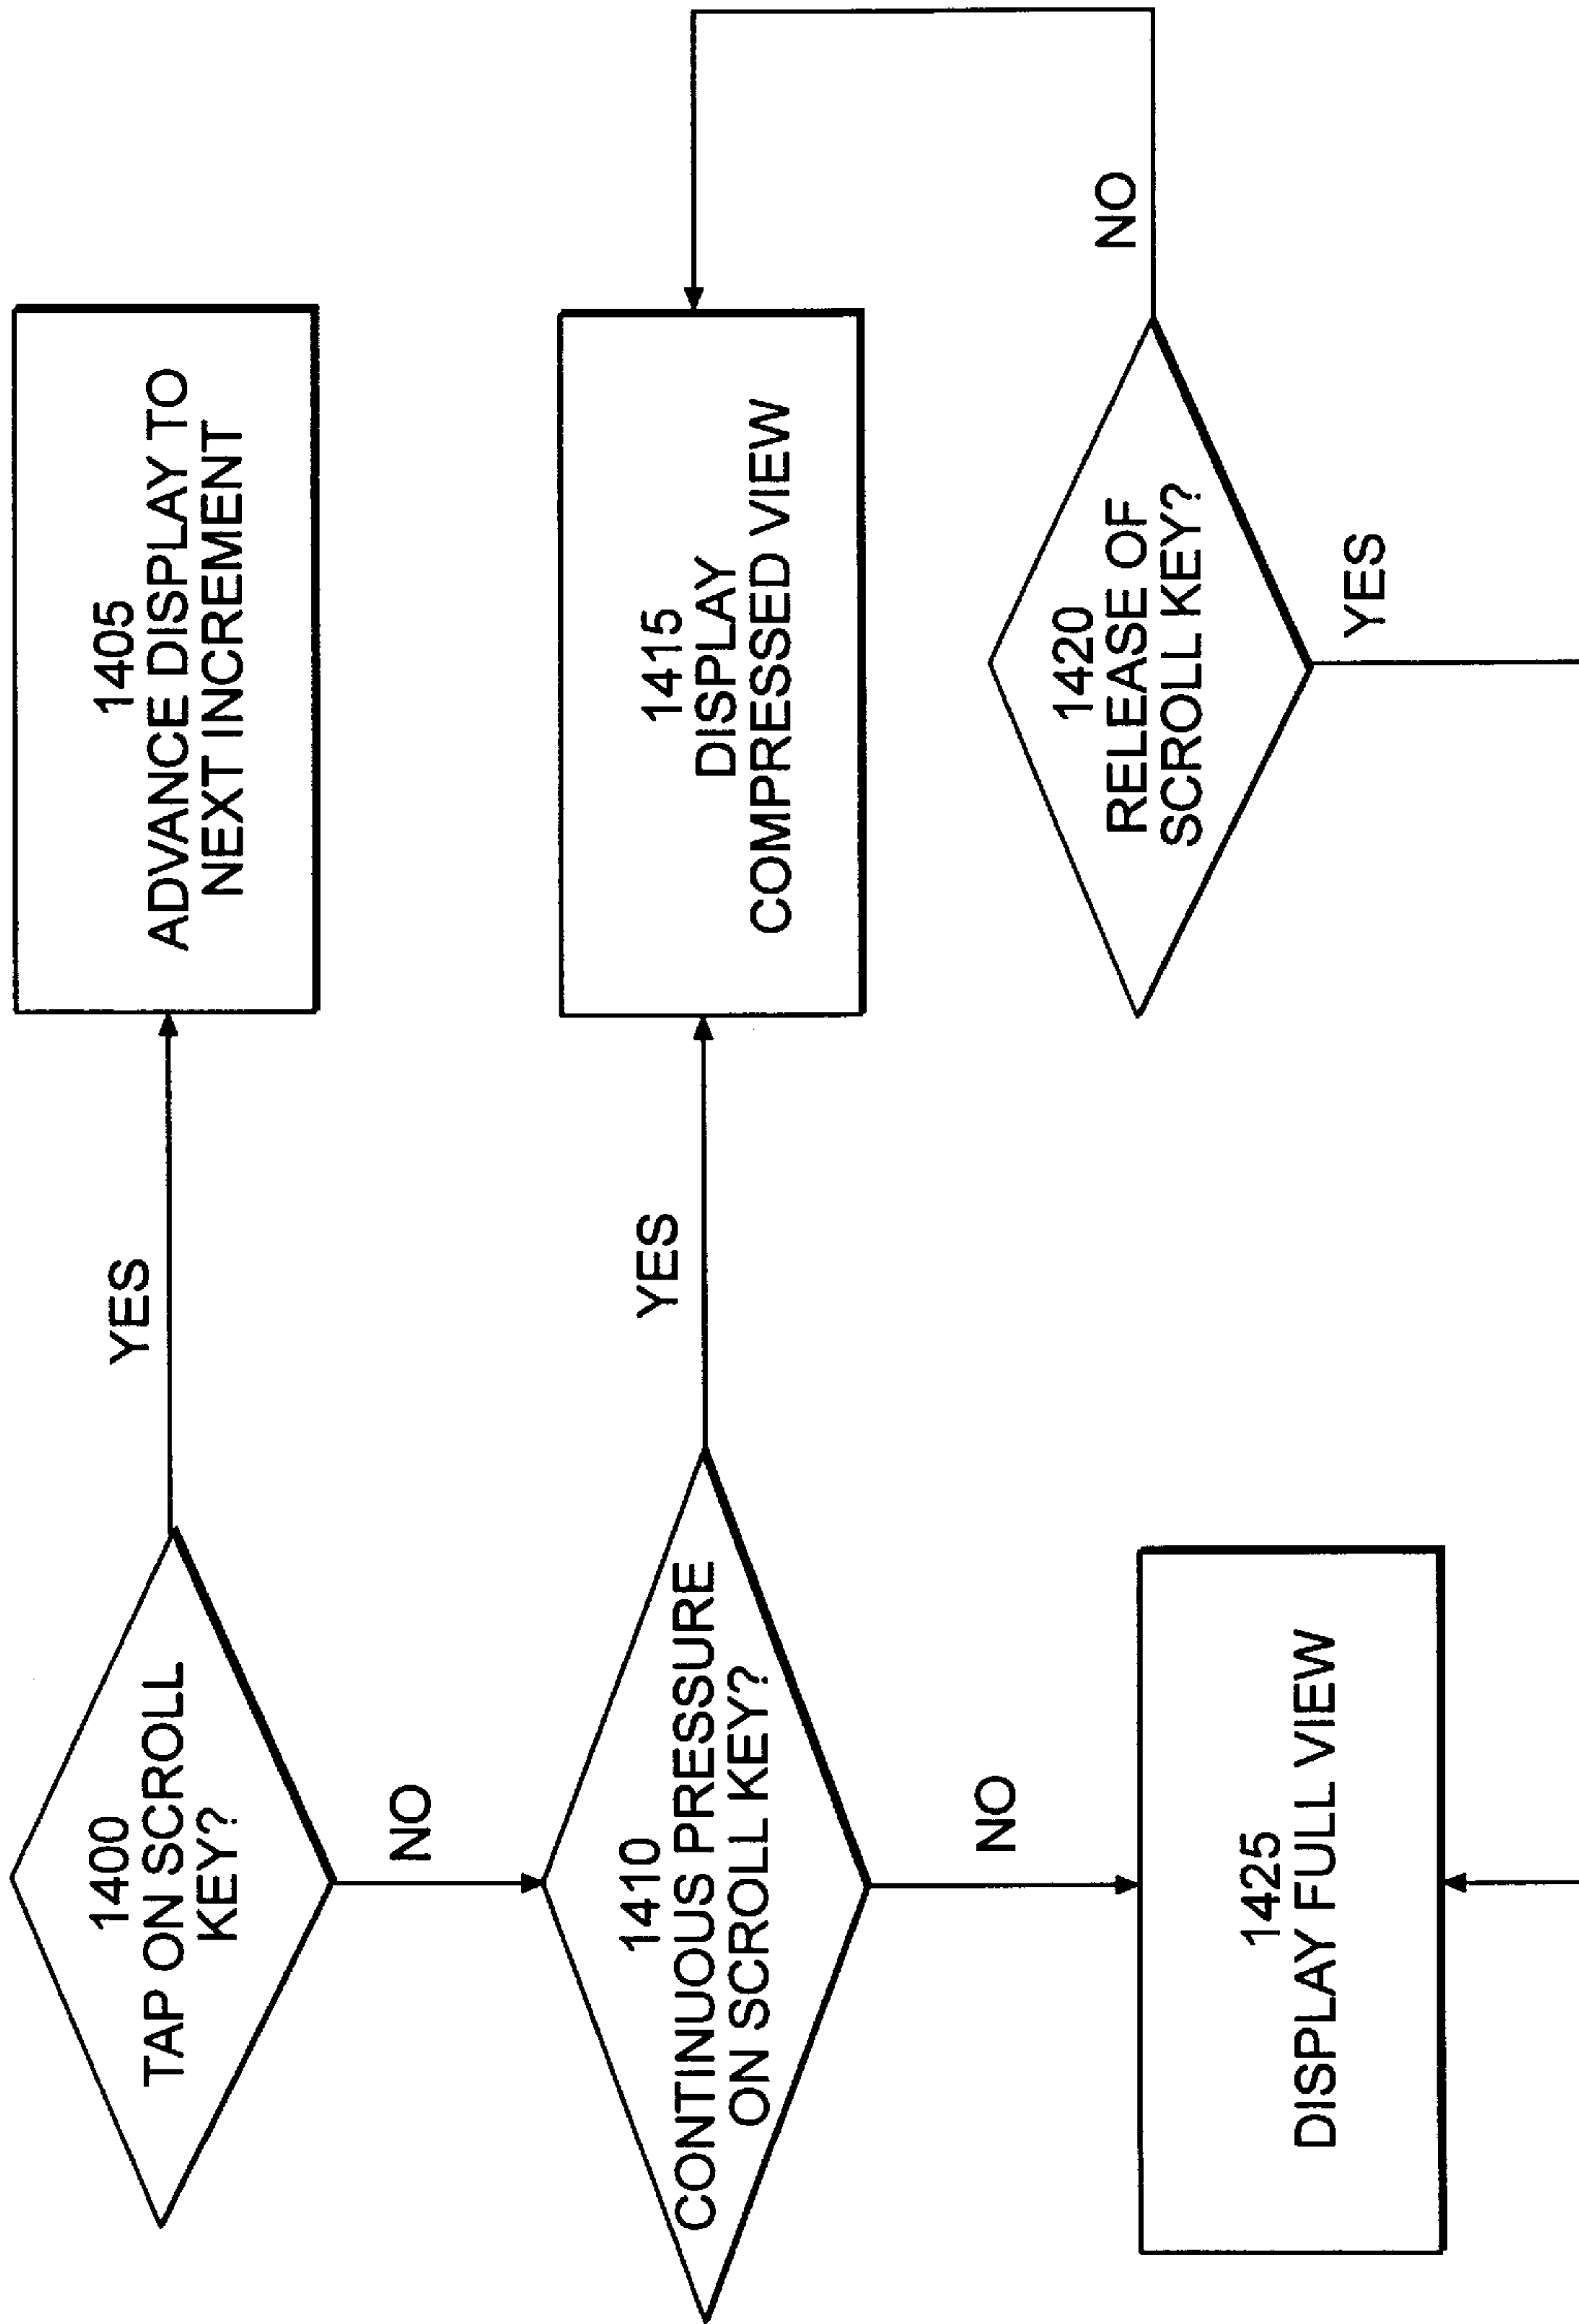 1400
TAP ON SCROLL
KEY?
YES
1405
ADVANCE DISPLAY TO
NEXT INCREMENT
NO
1410
CONTINUOUS PRESSURE
ON SCROLL KEY?
YES
1415
DISPLAY
COMPRESSED VIEW
NO
1420
RELEASE OF
SCROLL KEY?
NO
YES
1425
DISPLAY FULL VIEW